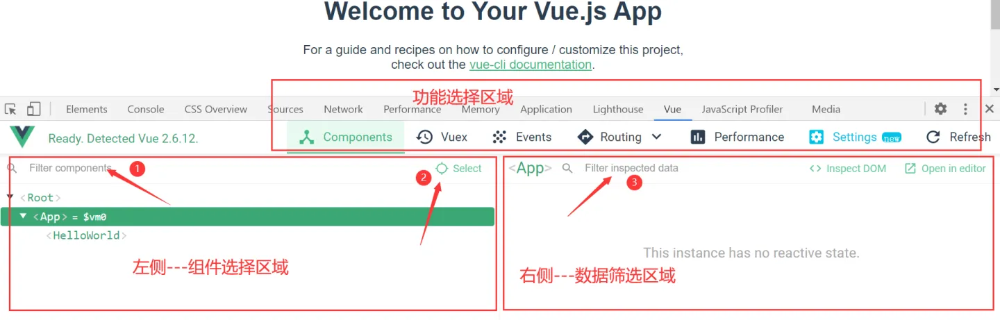 Welcome to Your Vue.js App
For a guide and recipes on how to configure / customize this project,
check out the vue-cli documentation.
功能选择区域
Elements Console CSS Overview Sources Network Performance Memory Application Lighthouse Vue JavaScript Profiler Media
Ready. Detected Vue 2.6.12. Components Vuex Events Routing Performance Settings new Refresh
Filter components 1 2 Select <App> Filter inspected data 3 Inspect DOM Open in editor
<Root>
<App> = $vm0
<HelloWorld>
This instance has no reactive state.
左侧---组件选择区域
右侧---数据筛选区域